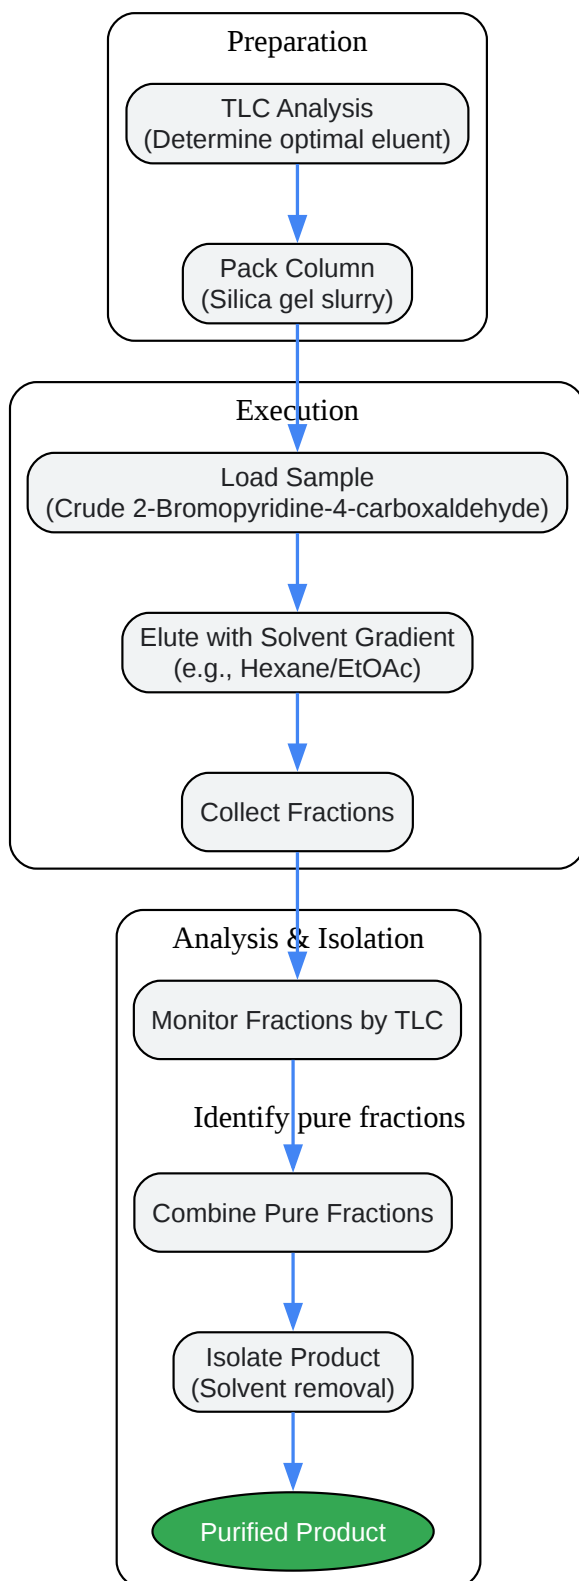 Preparation
TLC Analysis
(Determine optimal eluent)
Pack Column
(Silica gel slurry)
Execution
Load Sample
(Crude 2-Bromopyridine-4-carboxaldehyde)
Elute with Solvent Gradient
(e.g., Hexane/EtOAc)
Collect Fractions
Analysis & Isolation
Monitor Fractions by TLC
Identify pure fractions
Combine Pure Fractions
Isolate Product
(Solvent removal)
Purified Product